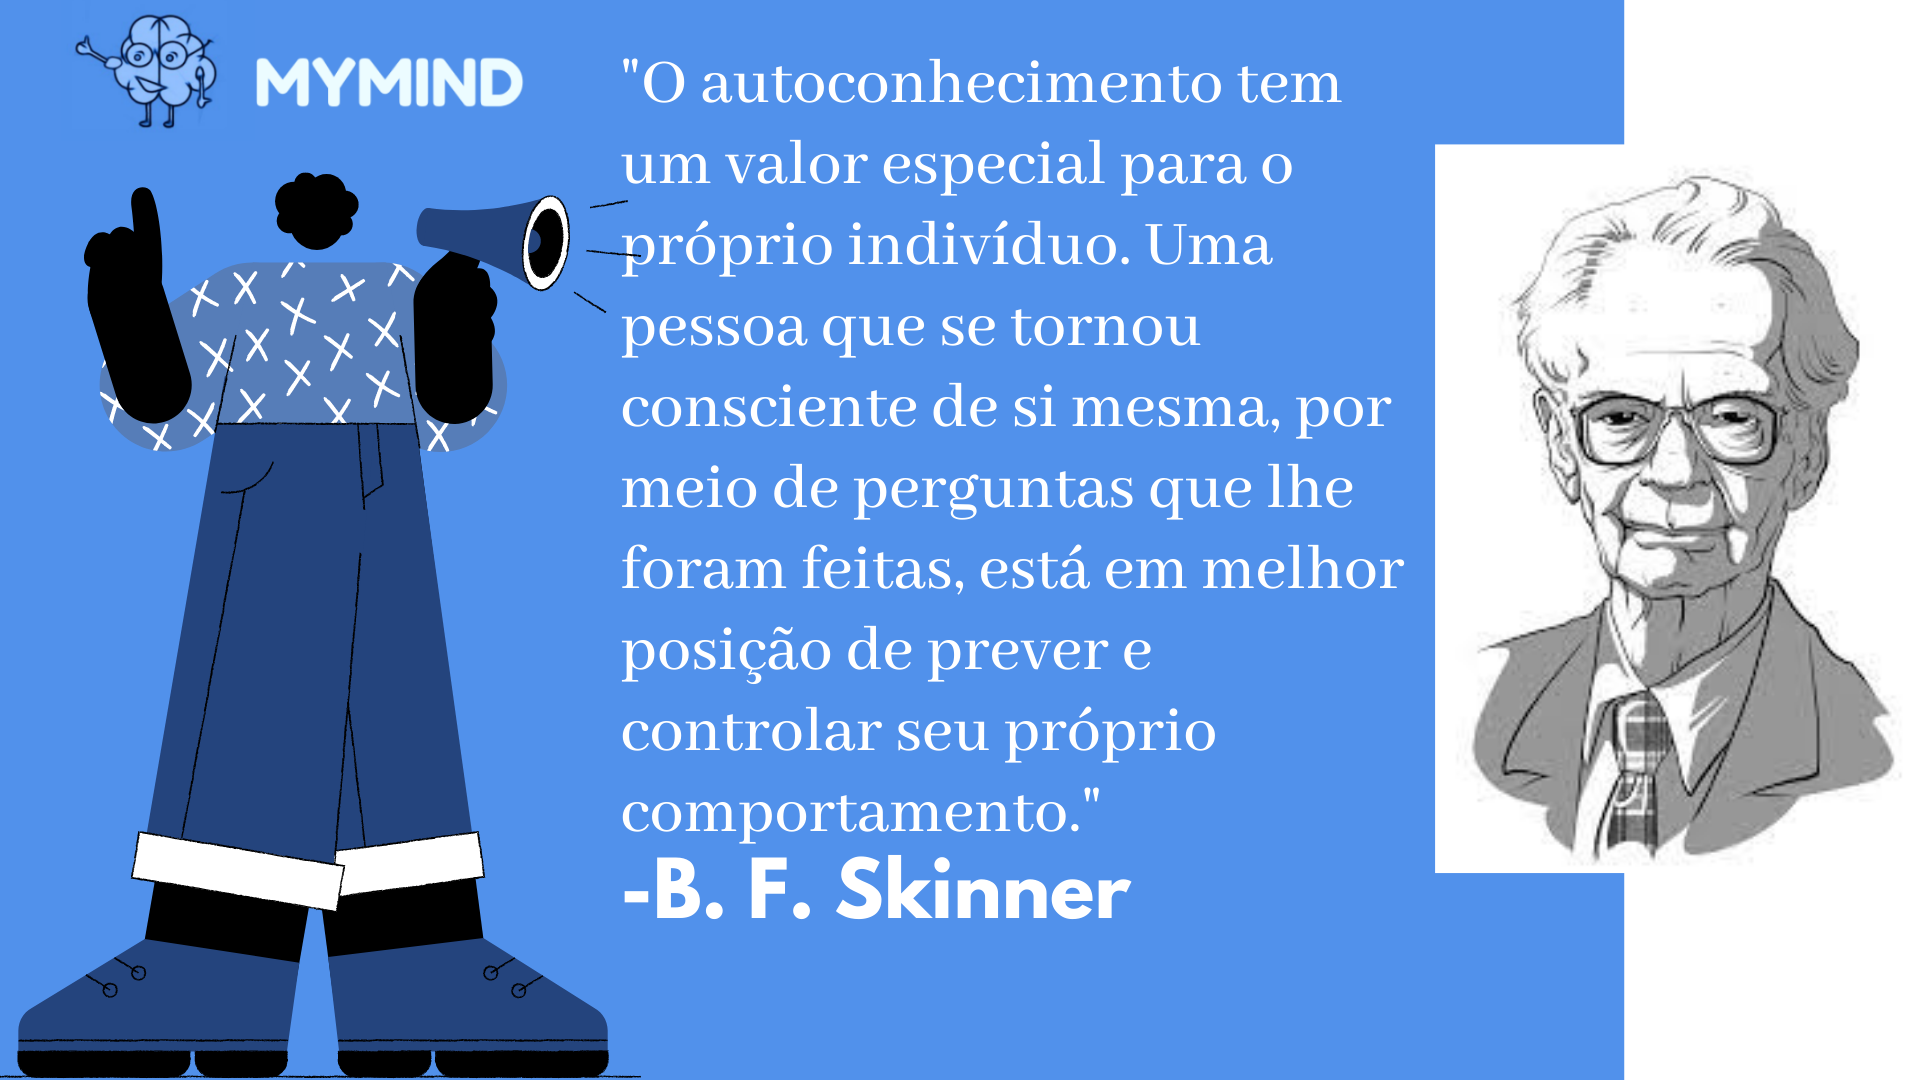 MYMIND
"O autoconhecimento tem
um valor especial para o
próprio indivíduo. Uma
pessoa que se tornou
consciente de si mesma, por
meio de perguntas que lhe
foram feitas, está em melhor
posição de prever e
controlar seu próprio
comportamento."
-B. F. Skinner